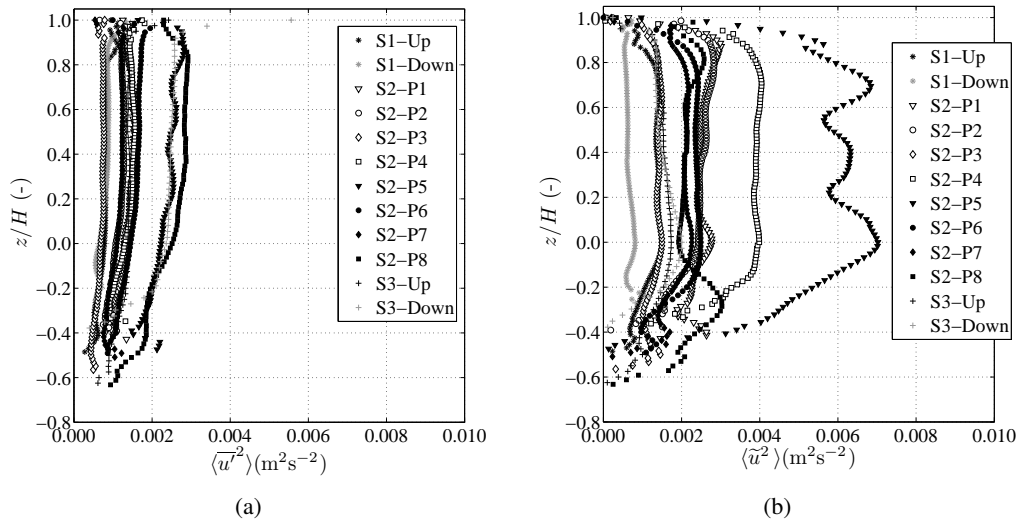 1.0
0.8
0.6
0.4
0.2
0.0
−0.2
−0.4
−0.6
−0.8
z/H (-)
0.000 0.002 0.004 0.006 0.008 0.010
⟨u′²⟩(m²s⁻²)
S1−Up
S1−Down
S2−P1
S2−P2
S2−P3
S2−P4
S2−P5
S2−P6
S2−P7
S2−P8
S3−Up
S3−Down
(a)
1.0
0.8
0.6
0.4
0.2
0.0
−0.2
−0.4
−0.6
−0.8
z/H (-)
0.000 0.002 0.004 0.006 0.008 0.010
⟨ũ²⟩(m²s⁻²)
S1−Up
S1−Down
S2−P1
S2−P2
S2−P3
S2−P4
S2−P5
S2−P6
S2−P7
S2−P8
S3−Up
S3−Down
(b)